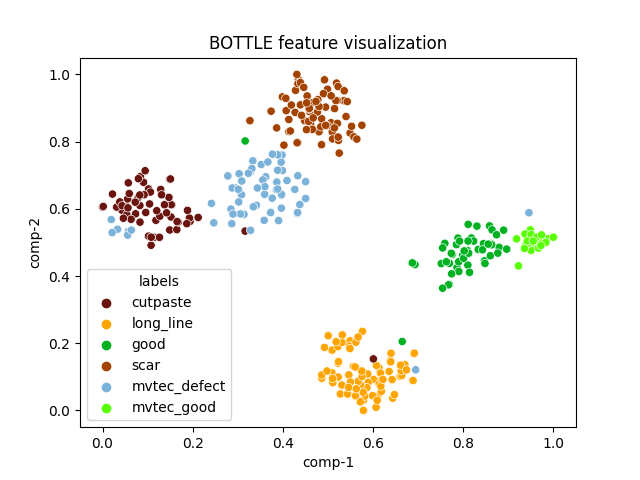 BOTTLE feature visualization
1.0
0.8
0.6
0.4
0.2
0.0
comp-2
labels
cutpaste
long_line
good
scar
mvtec_defect
mvtec_good
0.0 0.2 0.4 0.6 0.8 1.0
comp-1